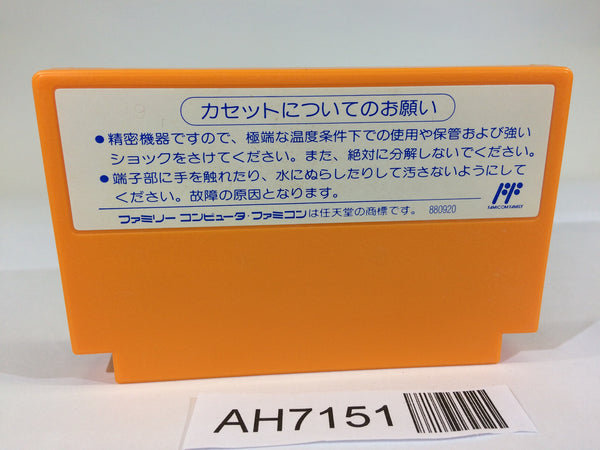 カセットについてのお願い
●精密機器ですので、極端な温度条件下での使用や保管および強い
ショックをさけてください。また、絶対に分解しないでください。
●端子部に手を触れたり、水にぬらしたりして汚さないようにして
ください。故障の原因となります。
ファミリー コンピュータ・ファミコンは任天堂の商標です。 880920
FAMICOM FAMILY
AH7151